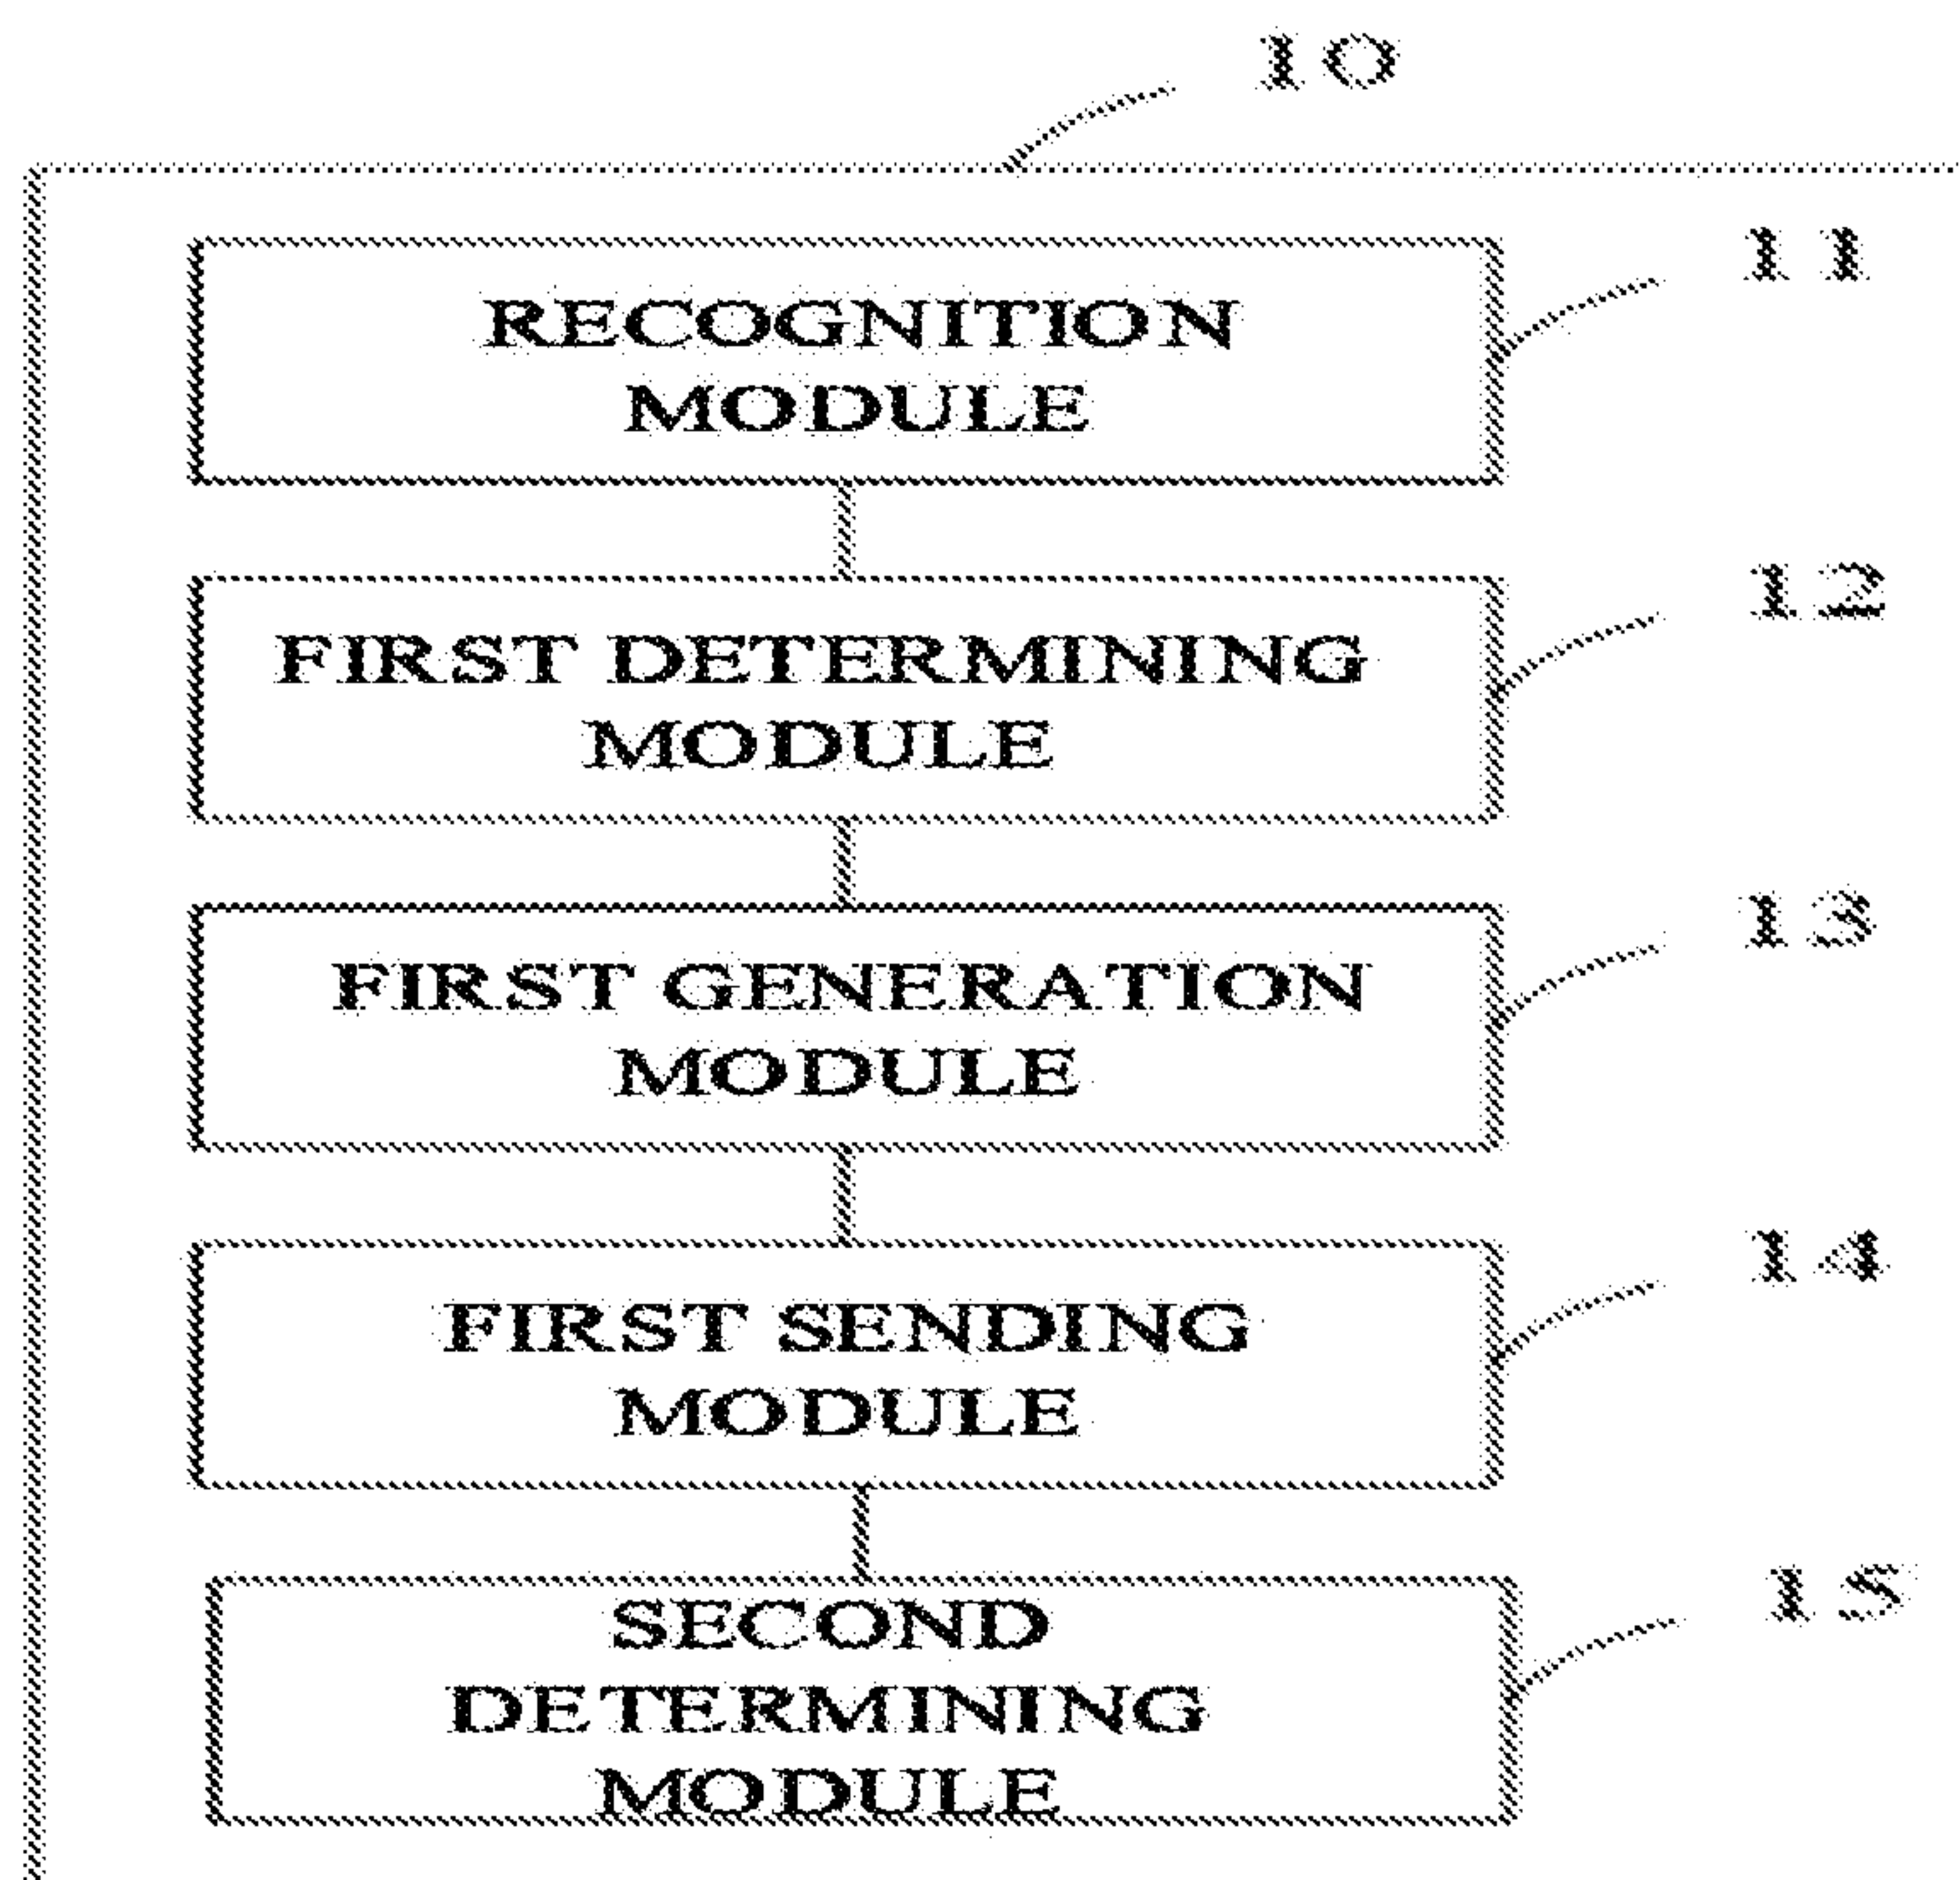 10
11
RECOGNITION
MODULE
12
FIRST DETERMINING
MODULE
13
FIRST GENERATION
MODULE
14
FIRST SENDING
MODULE
15
SECOND
DETERMINING
MODULE